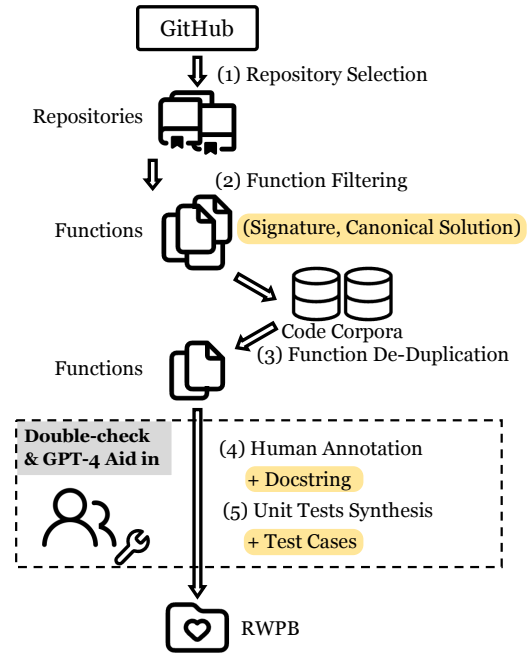 GitHub
(1) Repository Selection
Repositories
(2) Function Filtering
Functions
(Signature, Canonical Solution)
Code Corpora
(3) Function De-Duplication
Functions
Double-check
& GPT-4 Aid in
(4) Human Annotation
+ Docstring
(5) Unit Tests Synthesis
+ Test Cases
RWPB